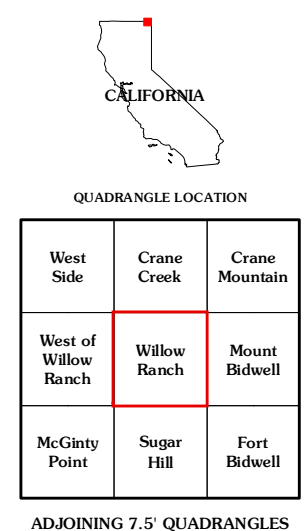 CALIFORNIA
QUADRANGLE LOCATION
West
Side
Crane
Creek
Crane
Mountain
West of
Willow
Ranch
Willow
Ranch
Mount
Bidwell
McGinty
Point
Sugar
Hill
Fort
Bidwell
ADJOINING 7.5' QUADRANGLES